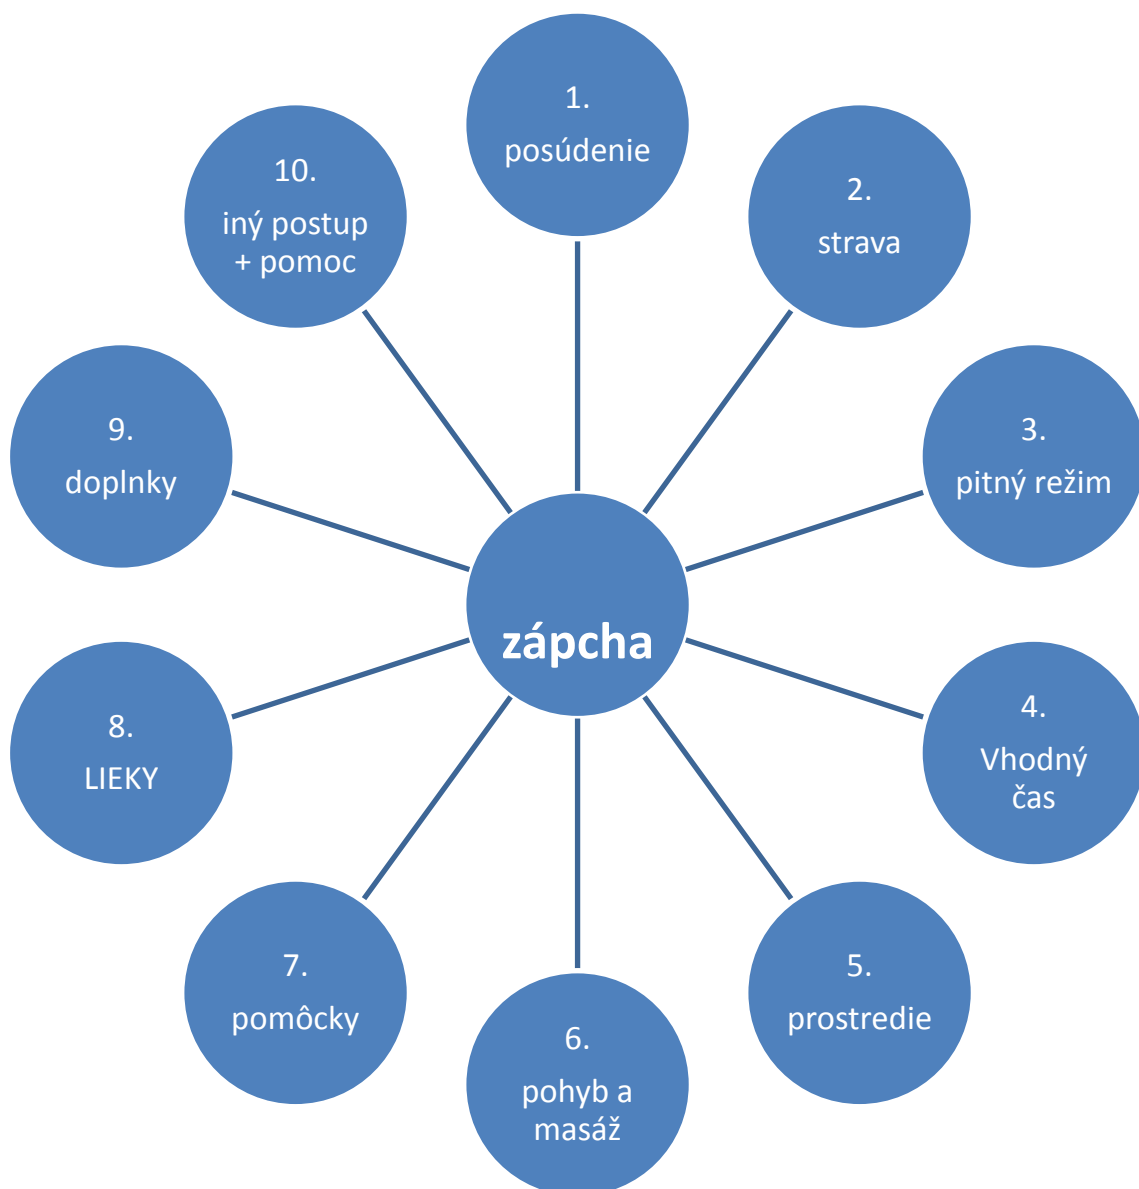 1.
posúdenie
2.
strava
3.
pitný režim
4.
Vhodný
čas
5.
prostredie
6.
pohyb a
masáž
7.
pomôcky
8.
LIEKY
9.
doplnky
10.
iný postup
+ pomoc
zápcha